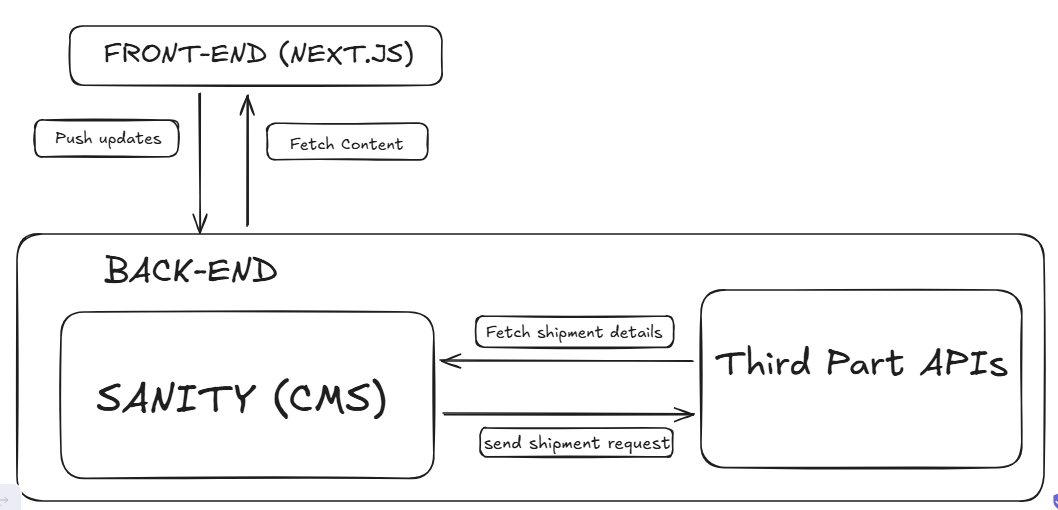 FRONT-END (NEXT.JS)
Push updates
Fetch Content
BACK-END
Fetch shipment details
Third Part APIs
SANITY (CMS)
send shipment request